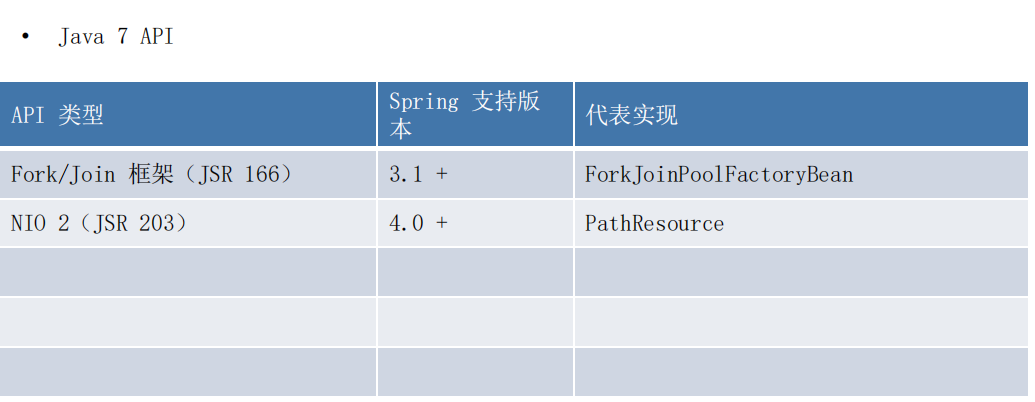 • Java 7 API
API 类型
Spring 支持版
本
代表实现
Fork/Join 框架（JSR 166）
3.1 +
ForkJoinPoolFactoryBean
NIO 2（JSR 203）
4.0 +
PathResource